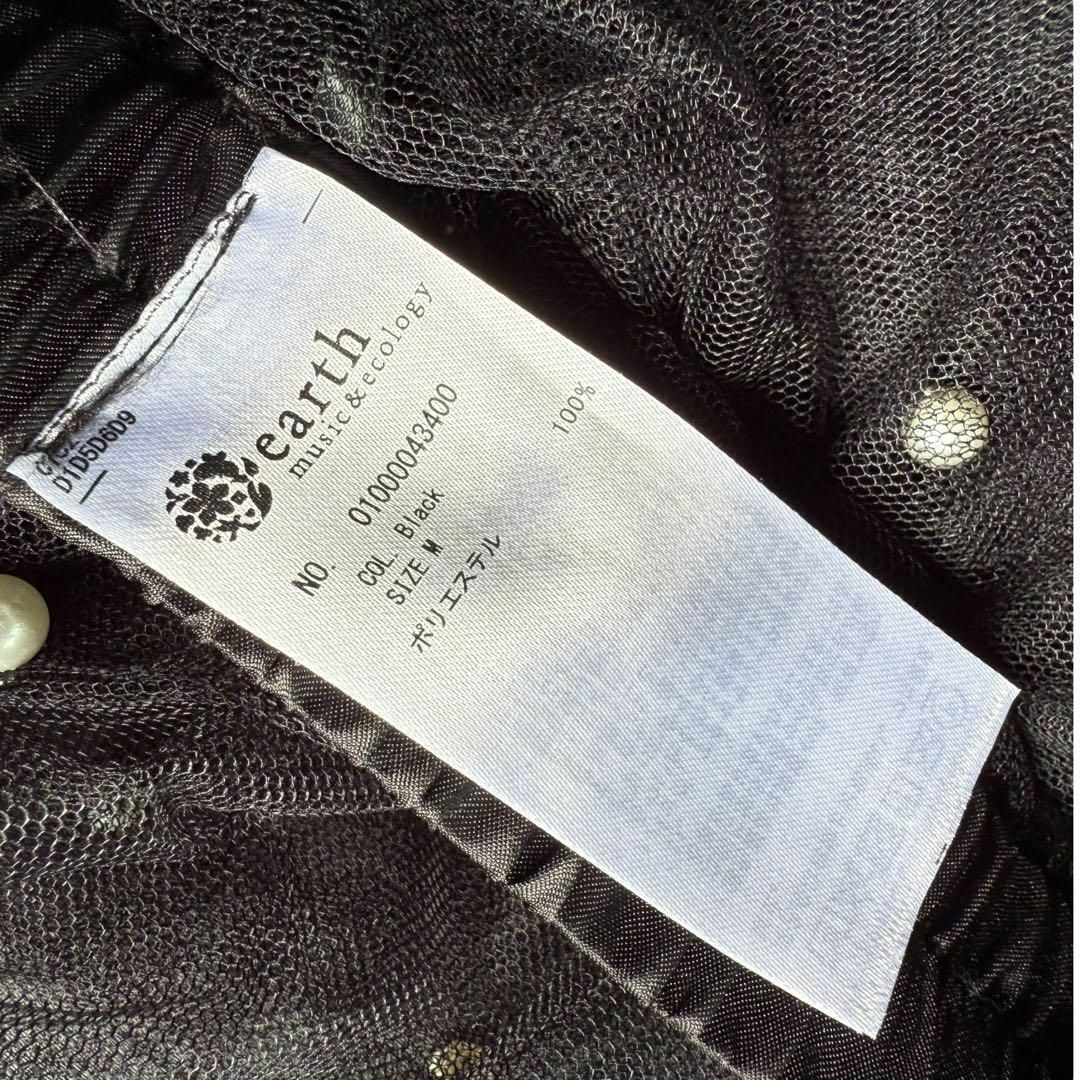 D1D5D6D9
earth
music & ecology
NO. 01000043400
COL. Black
SIZE M
ポリエステル 100%